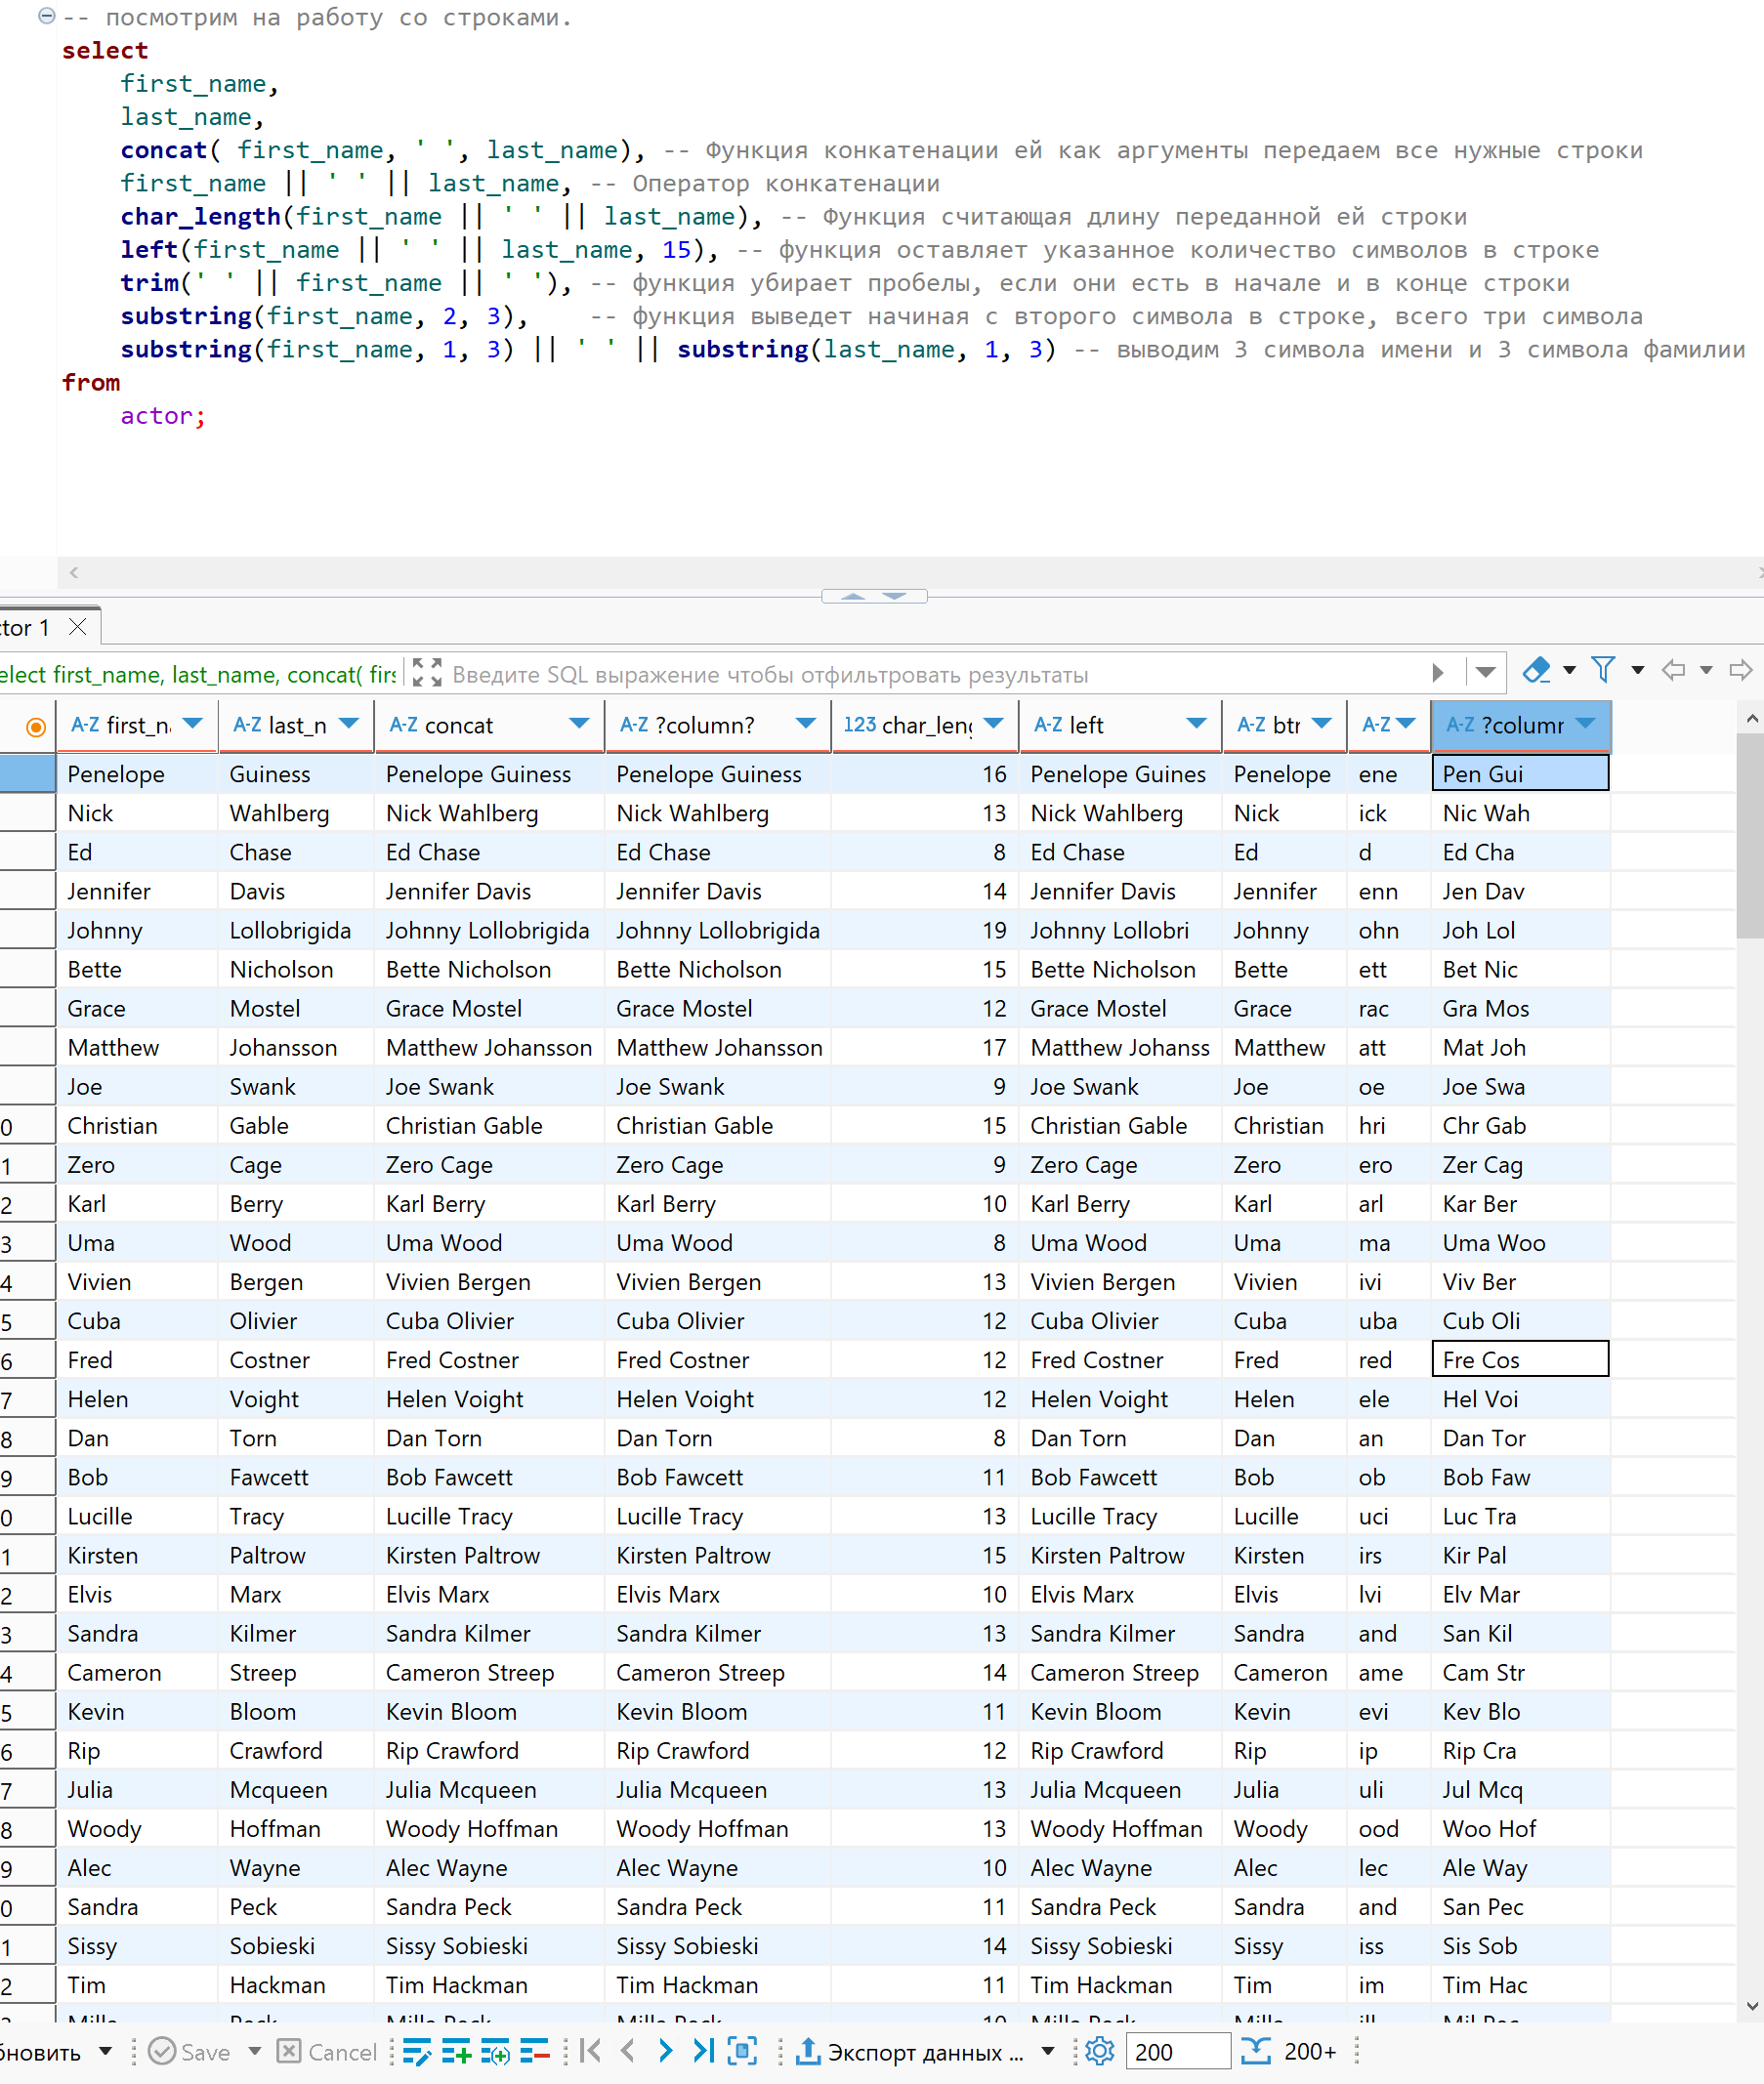 -- посмотрим на работу со строками.
select
first_name,
last_name,
concat( first_name, ' ', last_name), -- Функция конкатенации ей как аргументы передаем все нужные строки
first_name || ' ' || last_name, -- Оператор конкатенации
char_length(first_name || ' ' || last_name), -- Функция считающая длину переданной ей строки
left(first_name || ' ' || last_name, 15), -- функция оставляет указанное количество символов в строке
trim(' ' || first_name || ' '), -- функция убирает пробелы, если они есть в начале и в конце строки
substring(first_name, 2, 3), -- функция выведет начиная с второго символа в строке, всего три символа
substring(first_name, 1, 3) || ' ' || substring(last_name, 1, 3) -- выводим 3 символа имени и 3 символа фамилии
from
actor;
ctor 1
elect first_name, last_name, concat( firs Введите SQL выражение чтобы отфильтровать результаты
A-Z first_n A-Z last_n A-Z concat A-Z ?column? 123 char_leng A-Z left A-Z btr A-Z A-Z ?colum
Penelope Guiness Penelope Guiness Penelope Guiness 16 Penelope Guines Penelope ene Pen Gui
Nick Wahlberg Nick Wahlberg Nick Wahlberg 13 Nick Wahlberg Nick ick Nic Wah
Ed Chase Ed Chase Ed Chase 8 Ed Chase Ed d Ed Cha
Jennifer Davis Jennifer Davis Jennifer Davis 14 Jennifer Davis Jennifer enn Jen Dav
Johnny Lollobrigida Johnny Lollobrigida Johnny Lollobrigida 19 Johnny Lollobri Johnny ohn Joh Lol
Bette Nicholson Bette Nicholson Bette Nicholson 15 Bette Nicholson Bette ett Bet Nic
Grace Mostel Grace Mostel Grace Mostel 12 Grace Mostel Grace rac Gra Mos
Matthew Johansson Matthew Johansson Matthew Johansson 17 Matthew Johanss Matthew att Mat Joh
Joe Swank Joe Swank Joe Swank 9 Joe Swank Joe oe Joe Swa
0 Christian Gable Christian Gable Christian Gable 15 Christian Gable Christian hri Chr Gab
1 Zero Cage Zero Cage Zero Cage 9 Zero Cage Zero ero Zer Cag
2 Karl Berry Karl Berry Karl Berry 10 Karl Berry Karl arl Kar Ber
3 Uma Wood Uma Wood Uma Wood 8 Uma Wood Uma ma Uma Woo
4 Vivien Bergen Vivien Bergen Vivien Bergen 13 Vivien Bergen Vivien ivi Viv Ber
5 Cuba Olivier Cuba Olivier Cuba Olivier 12 Cuba Olivier Cuba uba Cub Oli
6 Fred Costner Fred Costner Fred Costner 12 Fred Costner Fred red Fre Cos
7 Helen Voight Helen Voight Helen Voight 12 Helen Voight Helen ele Hel Voi
8 Dan Torn Dan Torn Dan Torn 8 Dan Torn Dan an Dan Tor
9 Bob Fawcett Bob Fawcett Bob Fawcett 11 Bob Fawcett Bob ob Bob Faw
0 Lucille Tracy Lucille Tracy Lucille Tracy 13 Lucille Tracy Lucille uci Luc Tra
1 Kirsten Paltrow Kirsten Paltrow Kirsten Paltrow 15 Kirsten Paltrow Kirsten irs Kir Pal
2 Elvis Marx Elvis Marx Elvis Marx 10 Elvis Marx Elvis lvi Elv Mar
3 Sandra Kilmer Sandra Kilmer Sandra Kilmer 13 Sandra Kilmer Sandra and San Kil
4 Cameron Streep Cameron Streep Cameron Streep 14 Cameron Streep Cameron ame Cam Str
5 Kevin Bloom Kevin Bloom Kevin Bloom 11 Kevin Bloom Kevin evi Kev Blo
6 Rip Crawford Rip Crawford Rip Crawford 12 Rip Crawford Rip ip Rip Cra
7 Julia Mcqueen Julia Mcqueen Julia Mcqueen 13 Julia Mcqueen Julia uli Jul Mcq
8 Woody Hoffman Woody Hoffman Woody Hoffman 13 Woody Hoffman Woody ood Woo Hof
9 Alec Wayne Alec Wayne Alec Wayne 10 Alec Wayne Alec lec Ale Way
0 Sandra Peck Sandra Peck Sandra Peck 11 Sandra Peck Sandra and San Pec
1 Sissy Sobieski Sissy Sobieski Sissy Sobieski 14 Sissy Sobieski Sissy iss Sis Sob
2 Tim Hackman Tim Hackman Tim Hackman 11 Tim Hackman Tim im Tim Hac
бновить Save Cancel Экспорт данных ... 200 200+